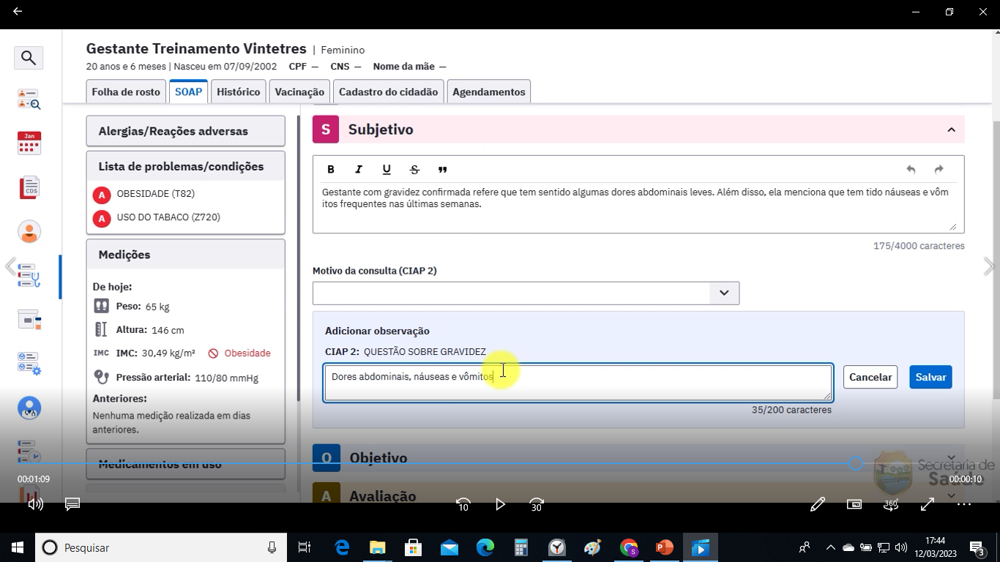 Gestante Treinamento Vintetres | Feminino
20 anos e 6 meses | Nasceu em 07/09/2002 CPF — CNS — Nome da mãe —
Folha de rosto SOAP Histórico Vacinação Cadastro do cidadão Agendamentos
Jan
CDS
Alergias/Reações adversas
Lista de problemas/condições
A OBESIDADE (T82)
A USO DO TABACO (Z720)
Medições
De hoje:
Peso: 65 kg
Altura: 146 cm
IMC IMC: 30,49 kg/m² Obesidade
Pressão arterial: 110/80 mmHg
Anteriores:
Nenhuma medição realizada em dias
anteriores.
Medicamentos em uso
S Subjetivo
B I U S
Gestante com gravidez confirmada refere que tem sentido algumas dores abdominais leves. Além disso, ela menciona que tem tido náuseas e vôm
itos frequentes nas últimas semanas.
175/4000 caracteres
Motivo da consulta (CIAP 2)
Adicionar observação
CIAP 2: QUESTÃO SOBRE GRAVIDEZ
Dores abdominais, náuseas e vômitos
Cancelar Salvar
35/200 caracteres
O Objetivo
A Avaliação
Secretaria de
Saúde
00:01:09
00:00:10
10
30
360°
Pesquisar
17:44
12/03/2023
3